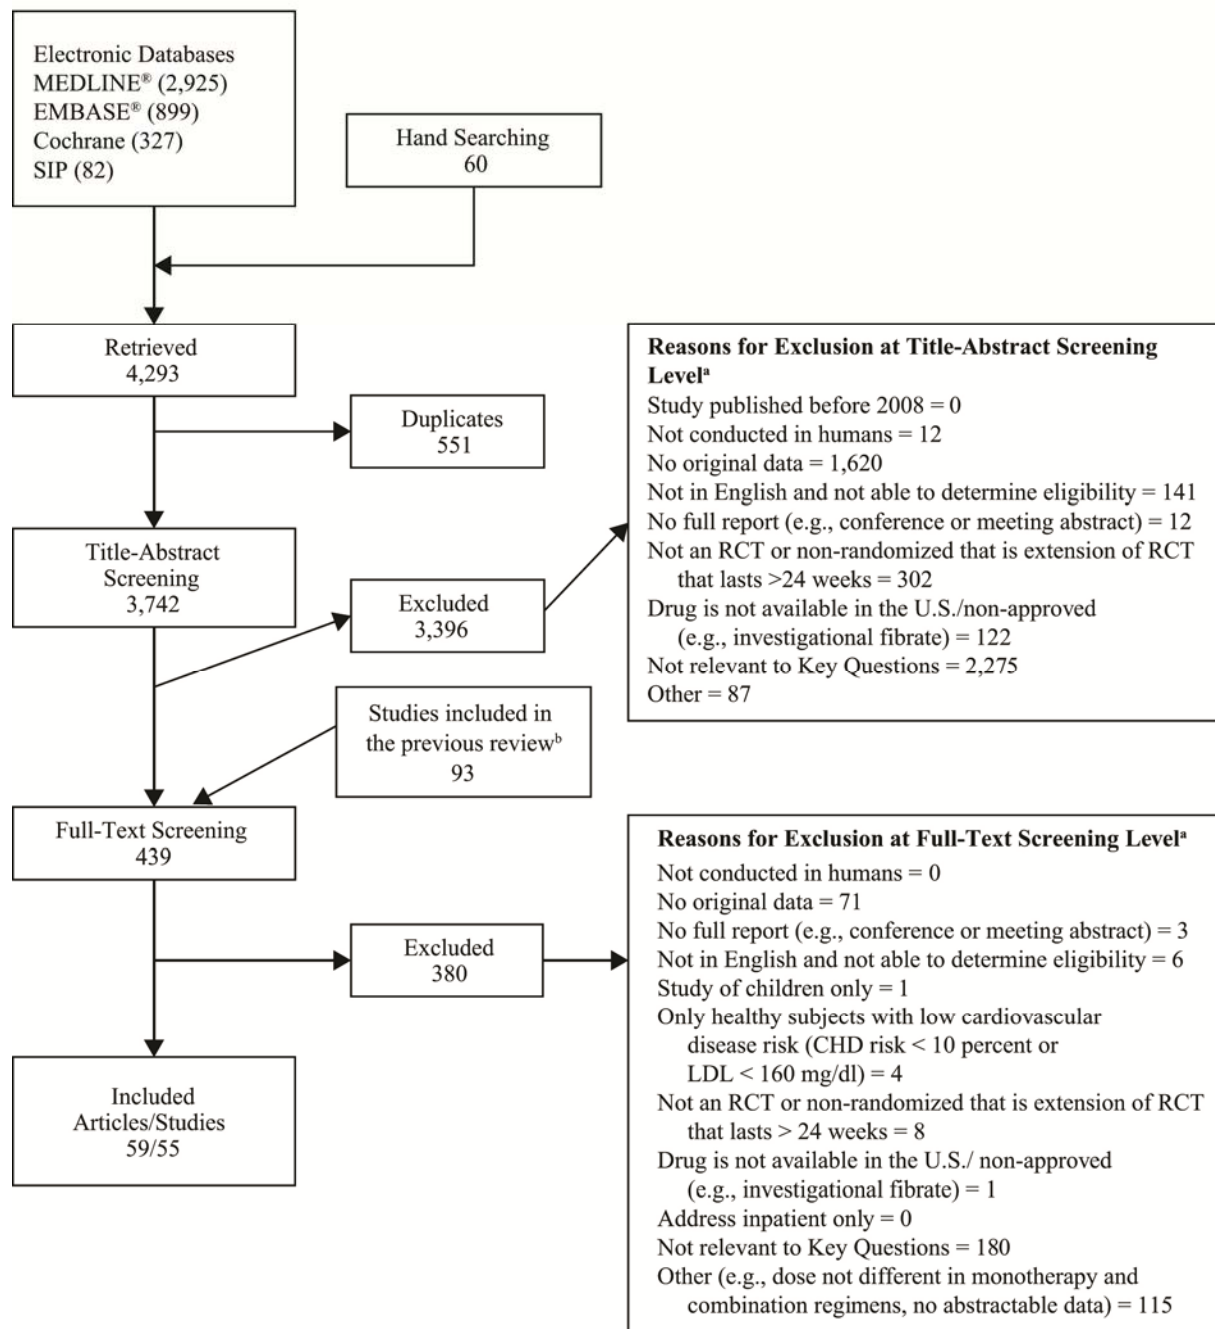 Electronic Databases
MEDLINE® (2,925)
EMBASE® (899)
Cochrane (327)
SIP (82)
Hand Searching
60
Retrieved
4,293
Duplicates
551
Title-Abstract
Screening
3,742
Excluded
3,396
Reasons for Exclusion at Title-Abstract Screening
Levelᵃ
Study published before 2008 = 0
Not conducted in humans = 12
No original data = 1,620
Not in English and not able to determine eligibility = 141
No full report (e.g., conference or meeting abstract) = 12
Not an RCT or non-randomized that is extension of RCT
that lasts >24 weeks = 302
Drug is not available in the U.S./non-approved
(e.g., investigational fibrate) = 122
Not relevant to Key Questions = 2,275
Other = 87
Studies included in
the previous reviewᵇ
93
Full-Text Screening
439
Excluded
380
Reasons for Exclusion at Full-Text Screening Levelᵃ
Not conducted in humans = 0
No original data = 71
No full report (e.g., conference or meeting abstract) = 3
Not in English and not able to determine eligibility = 6
Study of children only = 1
Only healthy subjects with low cardiovascular
disease risk (CHD risk < 10 percent or
LDL < 160 mg/dl) = 4
Not an RCT or non-randomized that is extension of RCT
that lasts > 24 weeks = 8
Drug is not available in the U.S./ non-approved
(e.g., investigational fibrate) = 1
Address inpatient only = 0
Not relevant to Key Questions = 180
Other (e.g., dose not different in monotherapy and
combination regimens, no abstractable data) = 115
Included
Articles/Studies
59/55